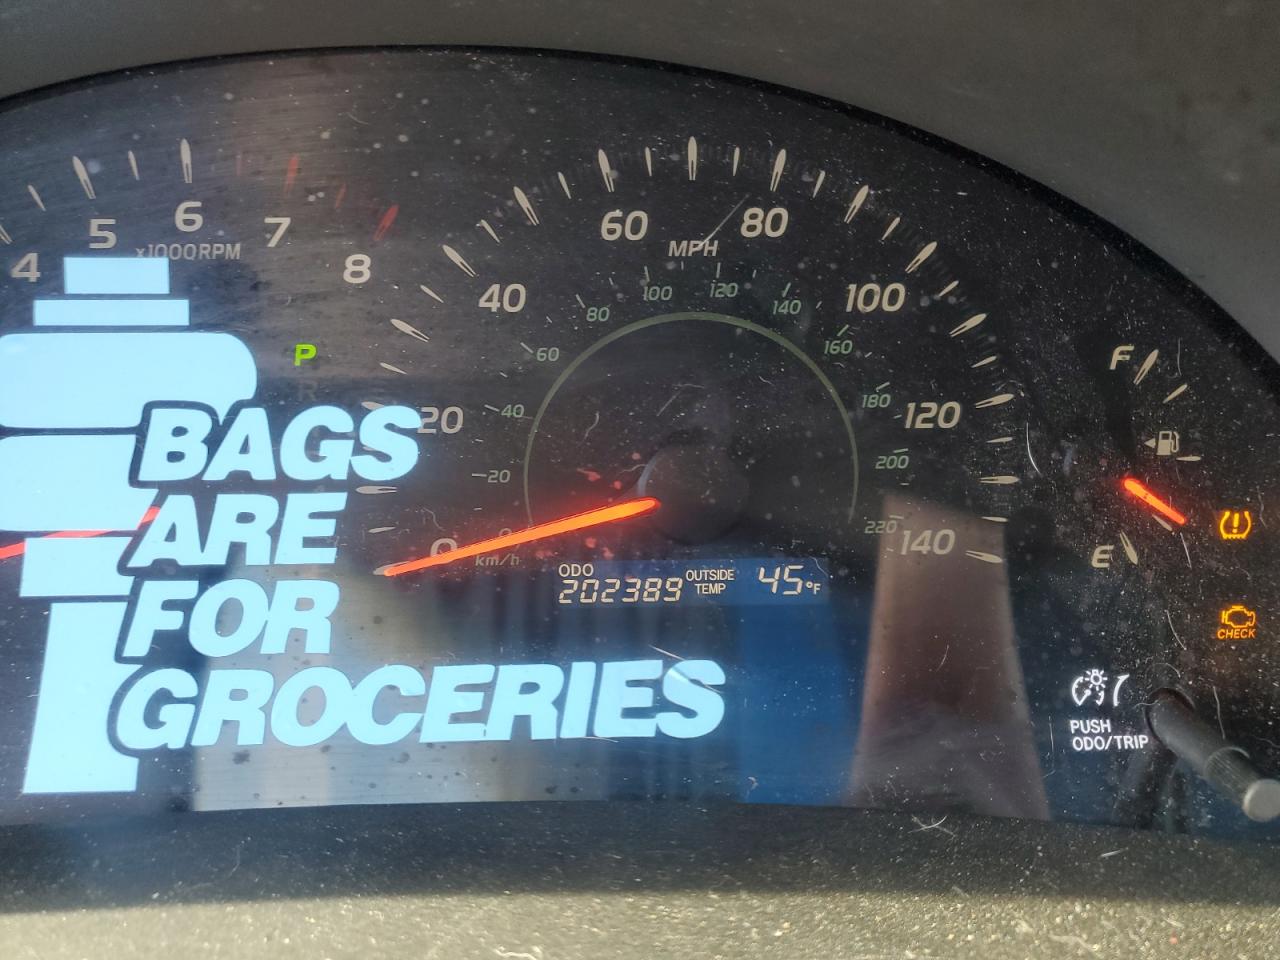 4 5 6 7 8
x1000RPM
P
R
0 20 40 60 80 100 120 140
MPH
0 20 40 60 80 100 120 140 160 180 200 220
km/h
BAGS
ARE
FOR
GROCERIES
ODO
202389
OUTSIDE
TEMP
45°F
F
E
CHECK
PUSH
ODO/TRIP